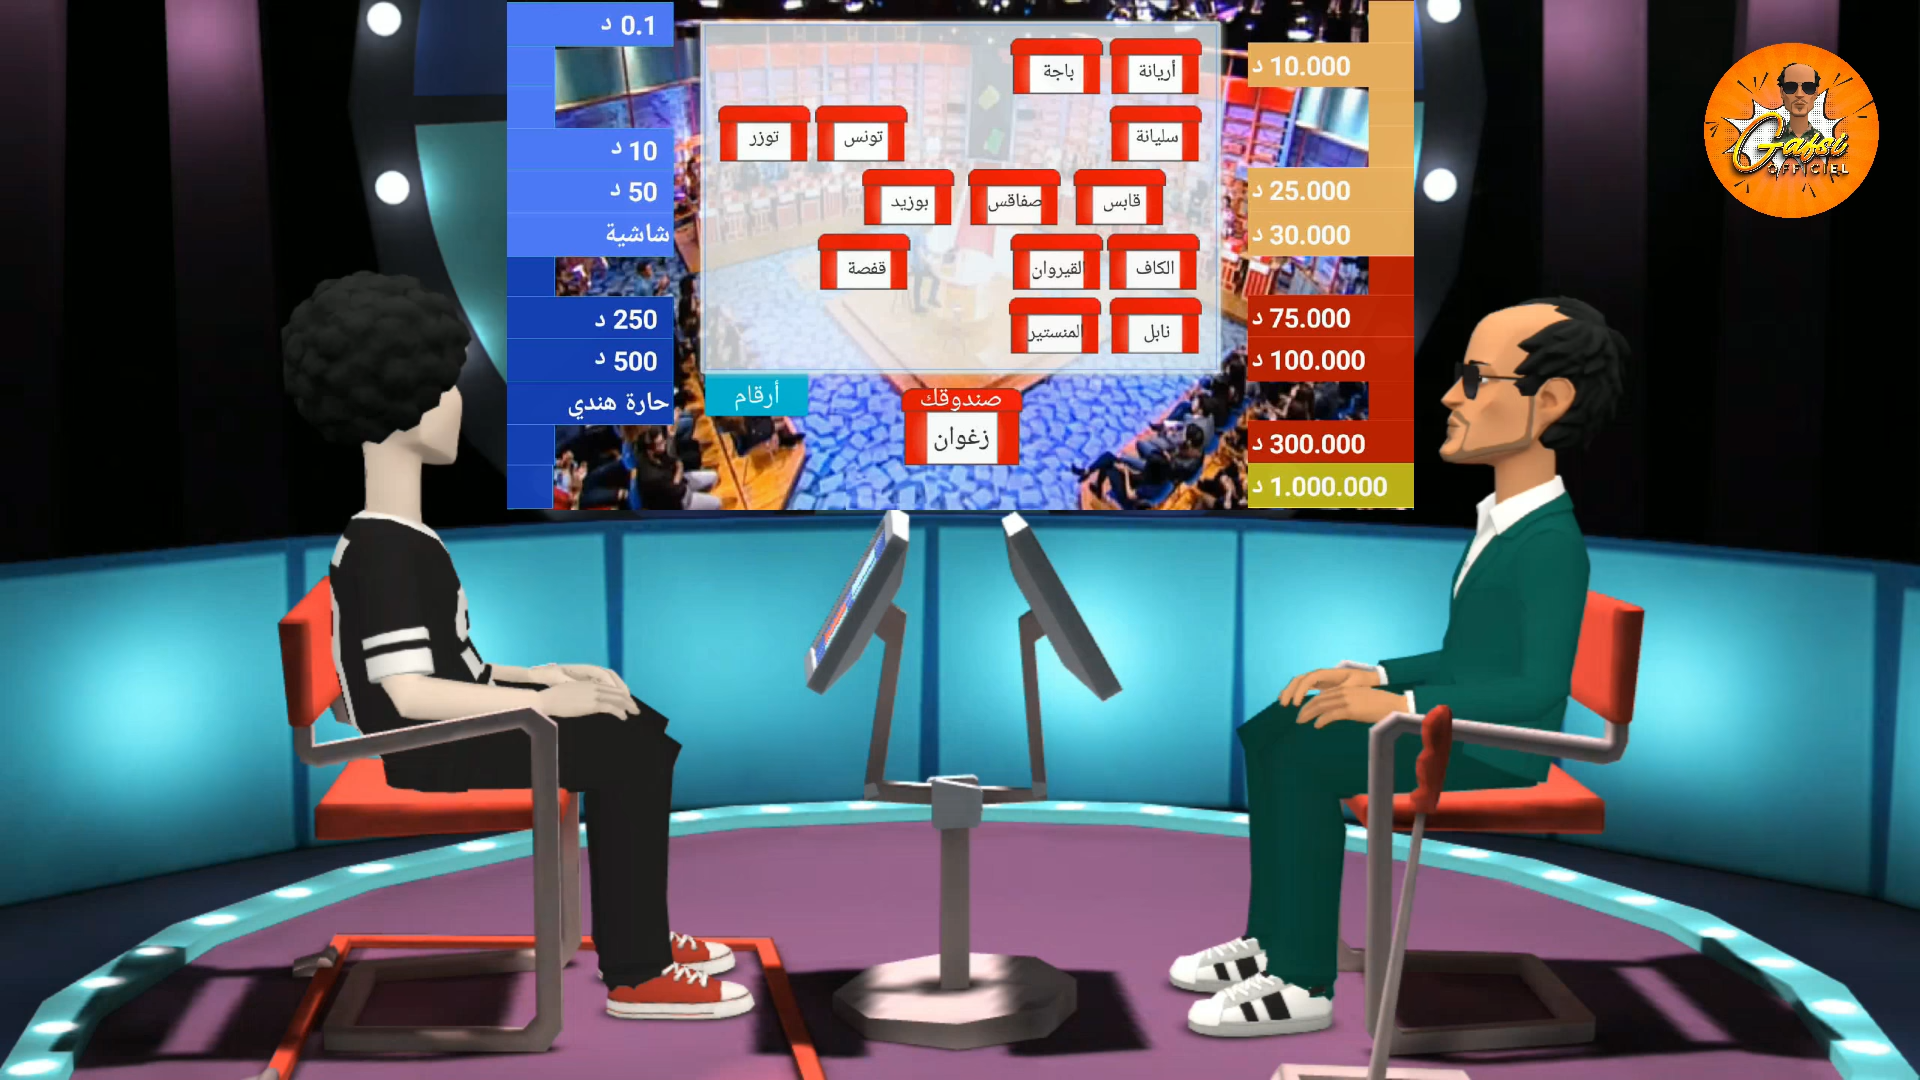 0.1 د
10 د
50 د
شاشية
250 د
500 د
حارة هندي
أريانة
باجة
سليانة
تونس
توزر
قابس
صفاقس
بوزيد
الكاف
القيروان
قفصة
نابل
المنستير
أرقام
صندوقك
زغوان
10.000 د
25.000 د
30.000 د
75.000 د
100.000 د
300.000 د
1.000.000 د
Gafsi
OFFICIEL